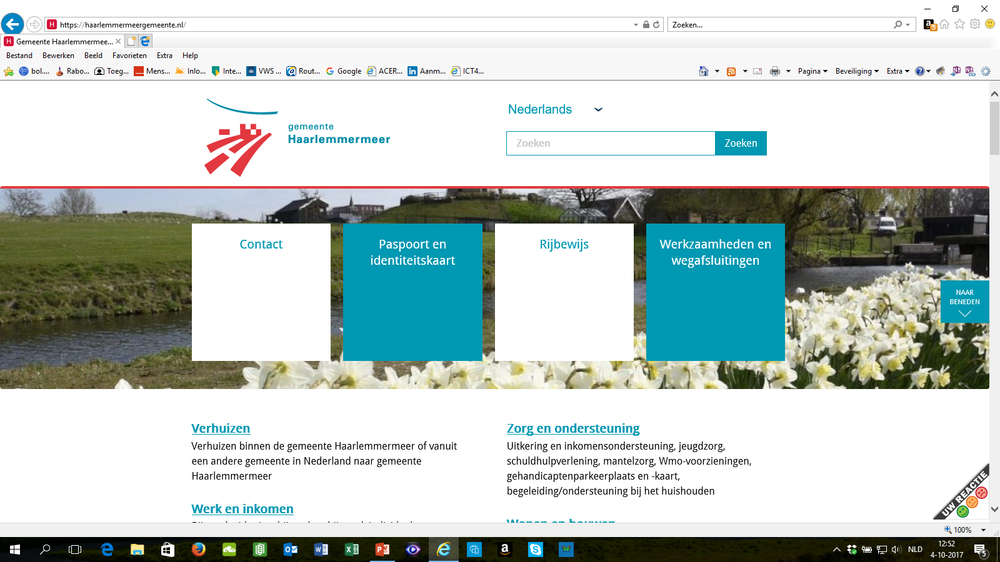 https://haarlemmermeergemeente.nl/
Zoeken...
Gemeente Haarlemmermee...
Bestand Bewerken Beeld Favorieten Extra Help
bol.... Rabo... Toeg... Mens... Inlo... Inte... VWS ... Rout... Google ACER... Aanm... ICT4...
Pagina Beveiliging Extra
gemeente
Haarlemmermeer
Nederlands
Zoeken Zoeken
Contact
Paspoort en
identiteitskaart
Rijbewijs
Werkzaamheden en
wegafsluitingen
NAAR
BENEDEN
Verhuizen
Verhuizen binnen de gemeente Haarlemmermeer of vanuit
een andere gemeente in Nederland naar gemeente
Haarlemmermeer
Werk en inkomen
Zorg en ondersteuning
Uitkering en inkomensondersteuning, jeugdzorg,
schuldhulpverlening, mantelzorg, Wmo-voorzieningen,
gehandicaptenparkeerplaats en -kaart,
begeleiding/ondersteuning bij het huishouden
Wonen en bouwen
UW REACTIE
100%
NLD
12:52
4-10-2017
5